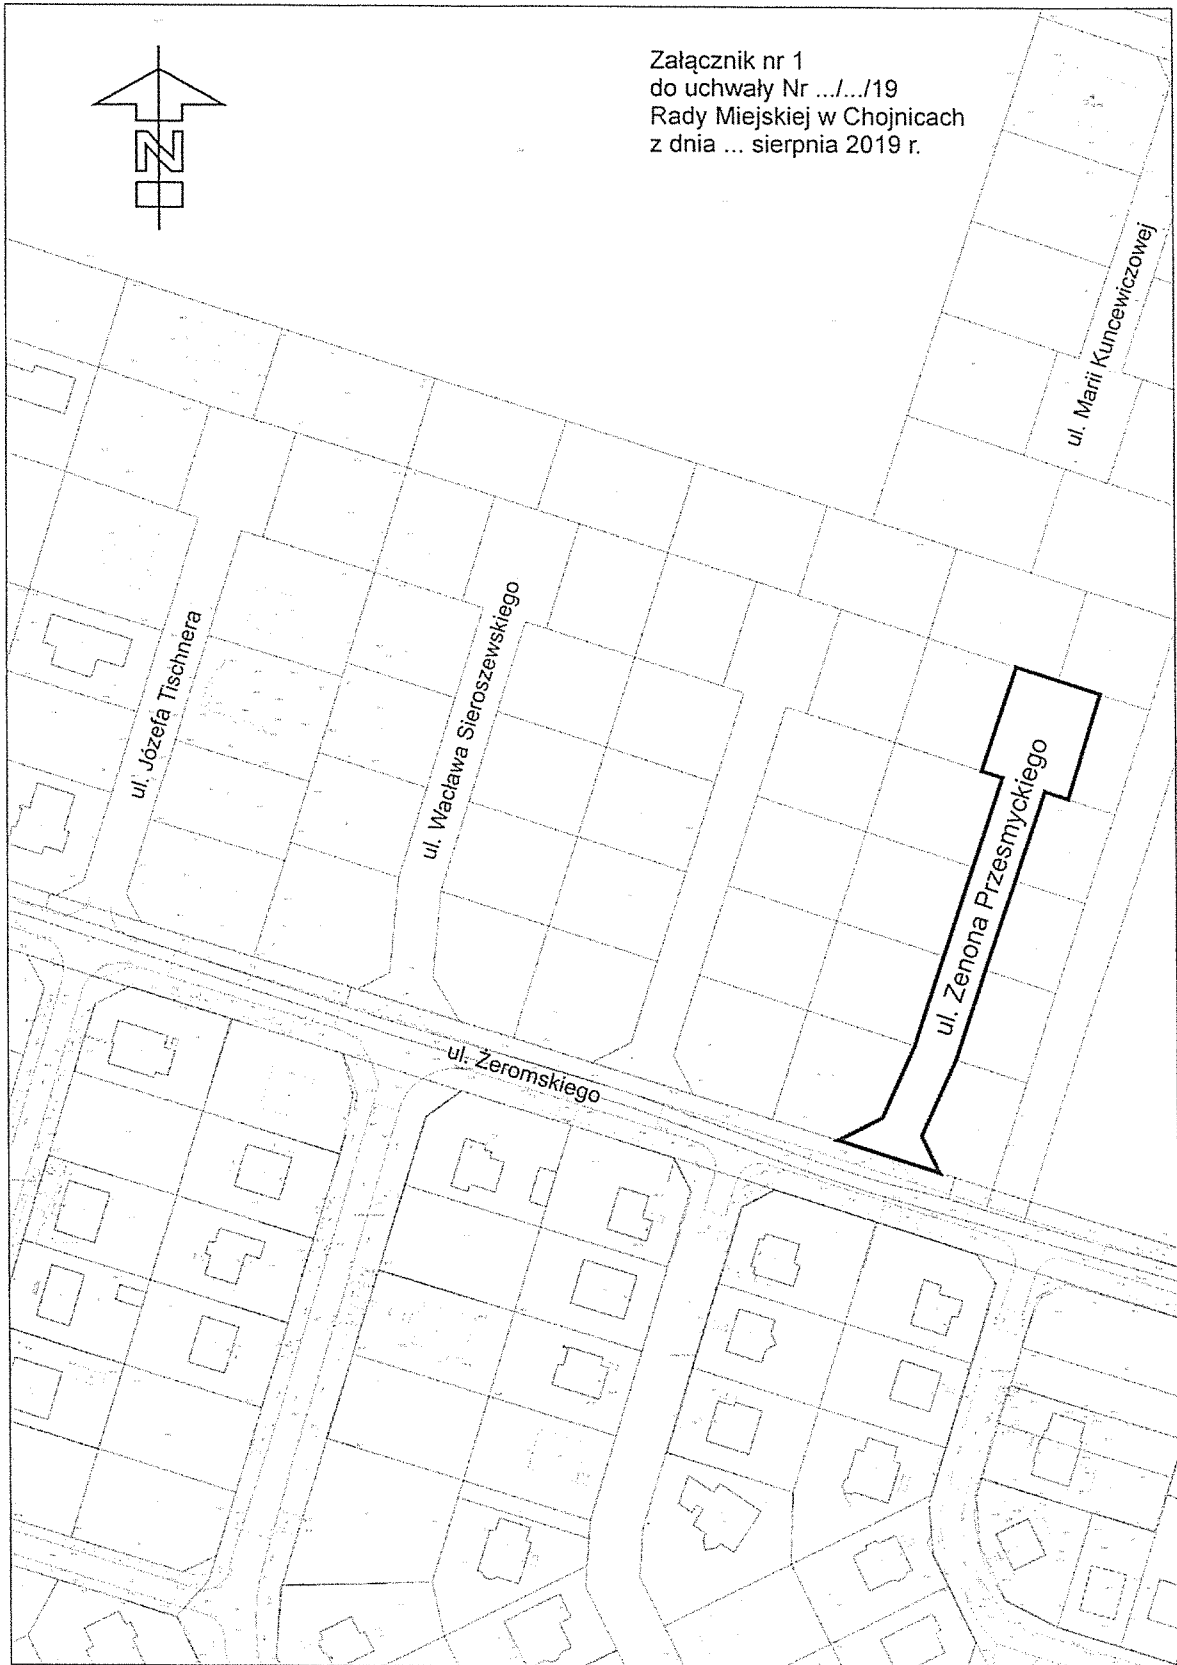 Załącznik nr 1
do uchwały Nr .../.../19
Rady Miejskiej w Chojnicach
z dnia ... sierpnia 2019 r.
N
ul. Marii Kuncewiczowej
ul. Józefa Tischnera
ul. Wacława Sieroszewskiego
ul. Zenona Przesmyckiego
ul. Żeromskiego